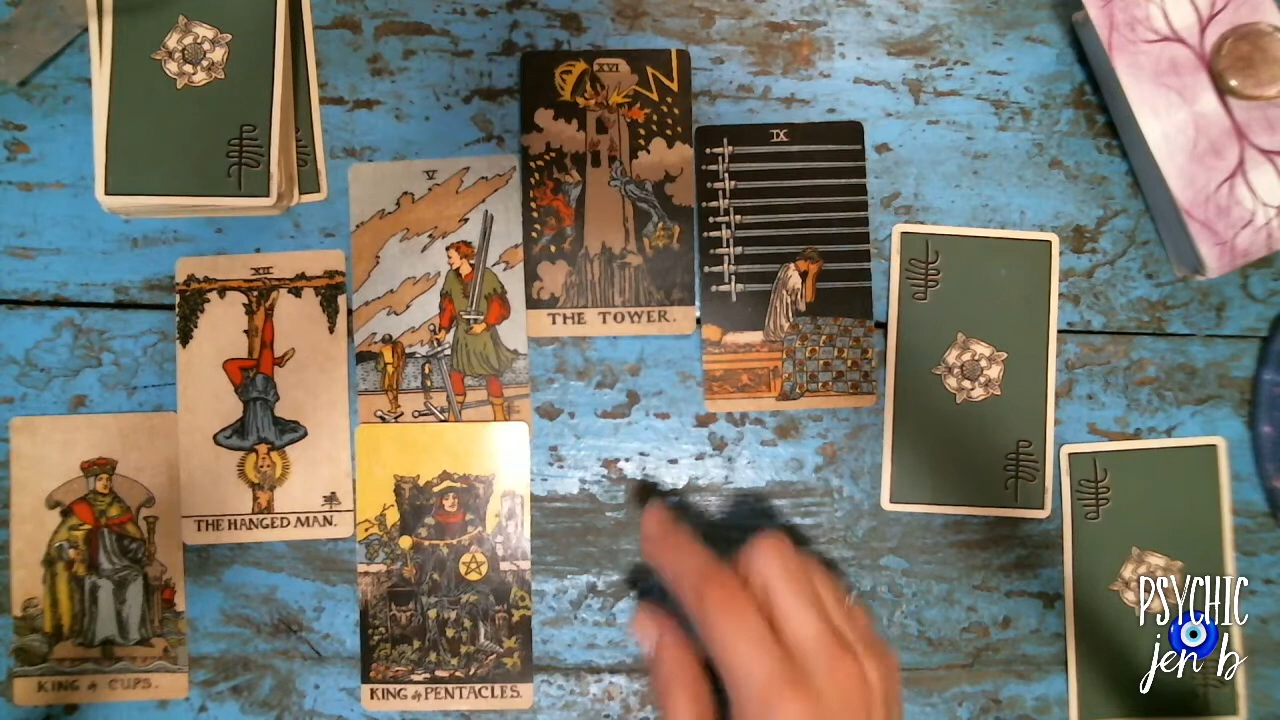 XVI
THE TOWER.
IX
V
XII
THE HANGED MAN.
KING of CUPS.
KING of PENTACLES.
PSYCHIC
jen b